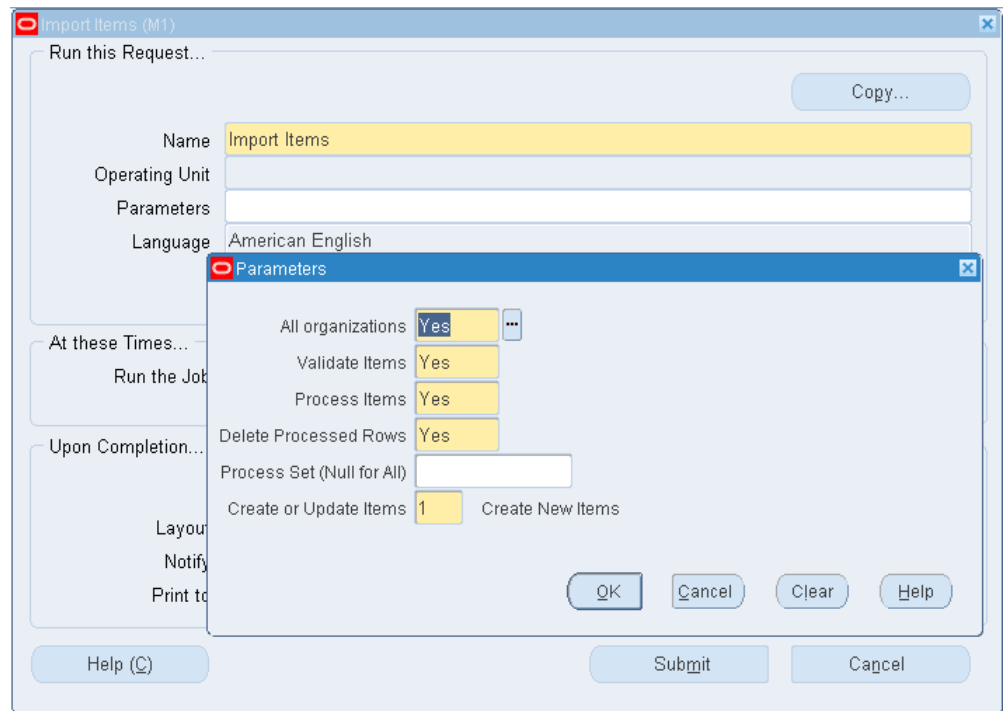 Import Items (M1)
Run this Request...
Copy...
Name Import Items
Operating Unit
Parameters
Language American English
Parameters
All organizations Yes
Validate Items Yes
Process Items Yes
Delete Processed Rows Yes
Process Set (Null for All)
Create or Update Items 1 Create New Items
OK Cancel Clear Help
At these Times...
Run the Job
Upon Completion...
Layout
Notify
Print to
Help (C) Submit Cancel